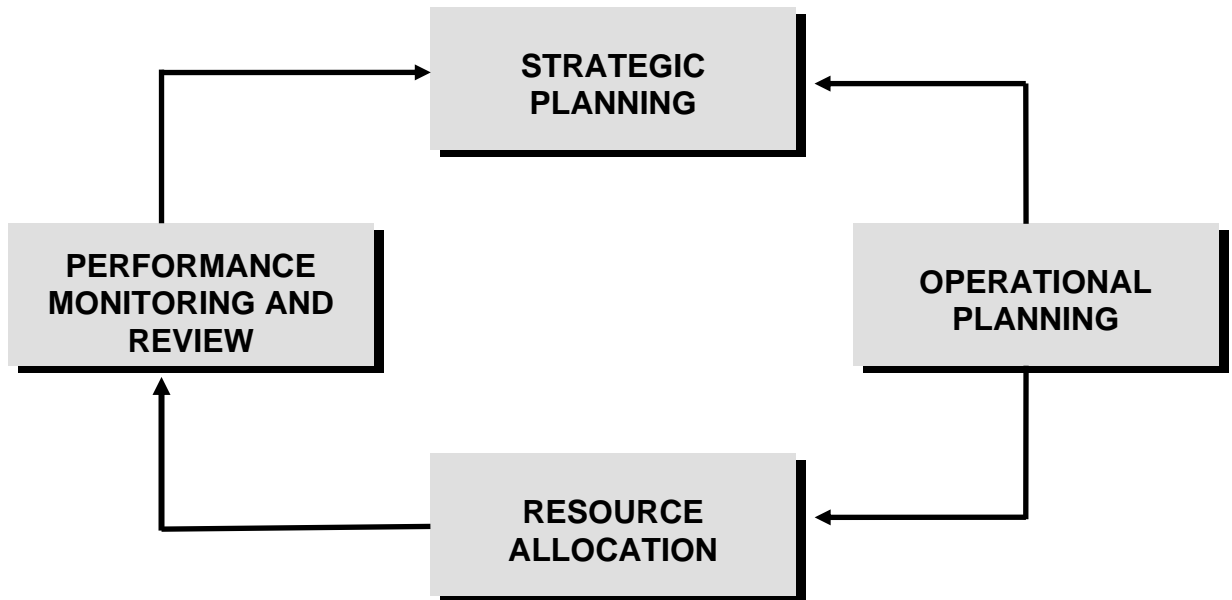 STRATEGIC
PLANNING
PERFORMANCE
MONITORING AND
REVIEW
OPERATIONAL
PLANNING
RESOURCE
ALLOCATION